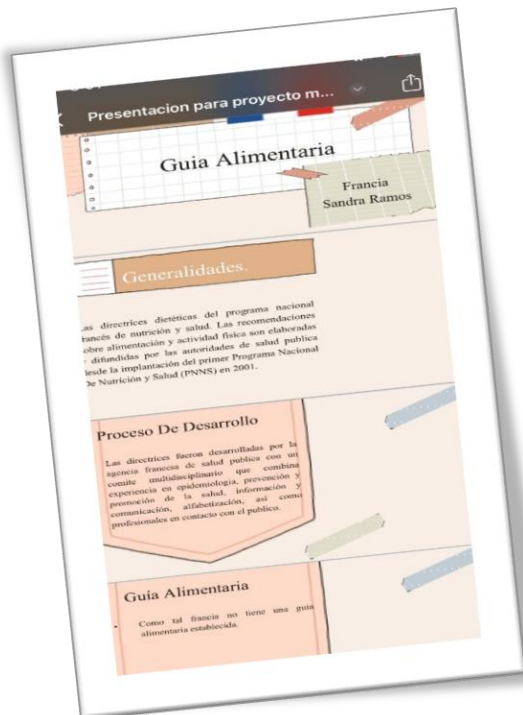 Presentacion para proyecto m...
Guia Alimentaria
Francia
Sandra Ramos
Generalidades.
as directrices dietéticas del programa nacional
francés de nutrición y salud. Las recomendaciones
sobre alimentación y actividad física son elaboradas
difundidas por las autoridades de salud publica
desde la implantación del primer Programa Nacional
De Nutrición y Salud (PNNS) en 2001.
Proceso De Desarrollo
Las directrices fueron desarrolladas por la
agencia francesa de salud publica con un
comite multidisciplinario que combina
experiencia en epidemiologia, prevención y
promoción de la salud, información y
comunicación, alfabetización, así como
profesionales en contacto con el publico.
Guía Alimentaria
Como tal francia no tiene una guia
alimentaria establecida.